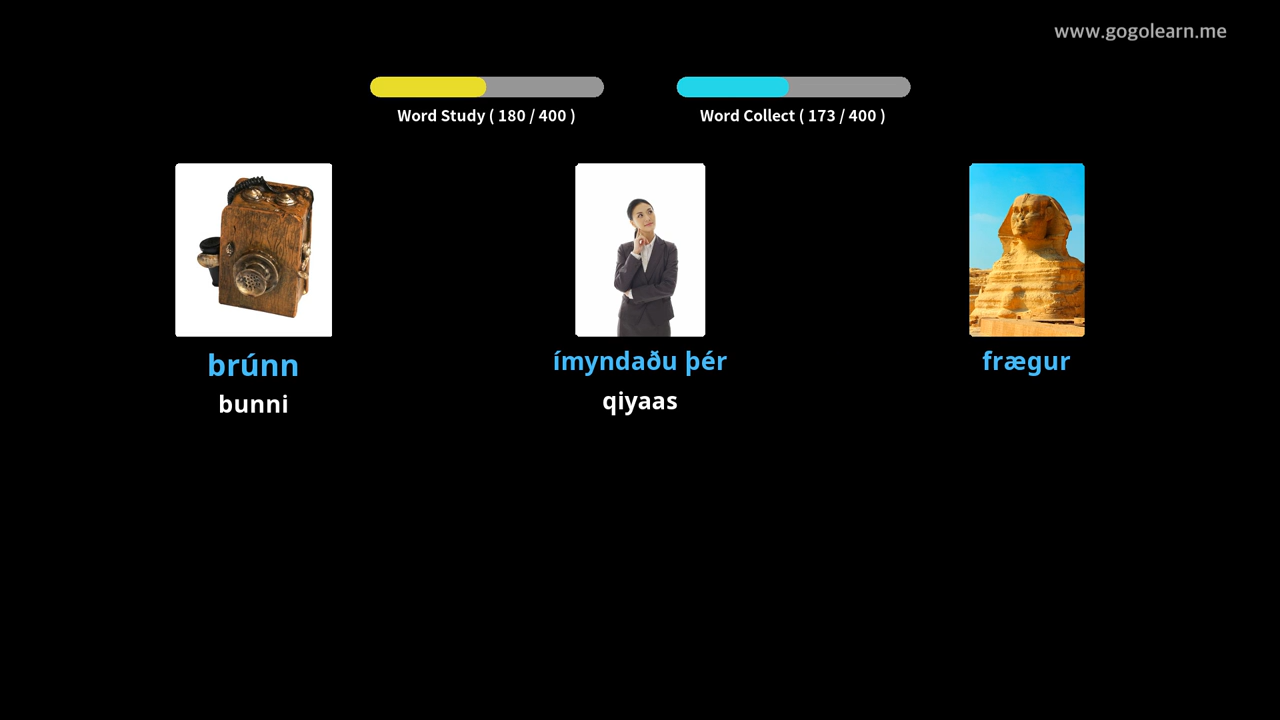 www.gogolearn.me
Word Study ( 180 / 400 )
Word Collect ( 173 / 400 )
brúnn
bunni
ímyndaðu þér
qiyaas
frægur